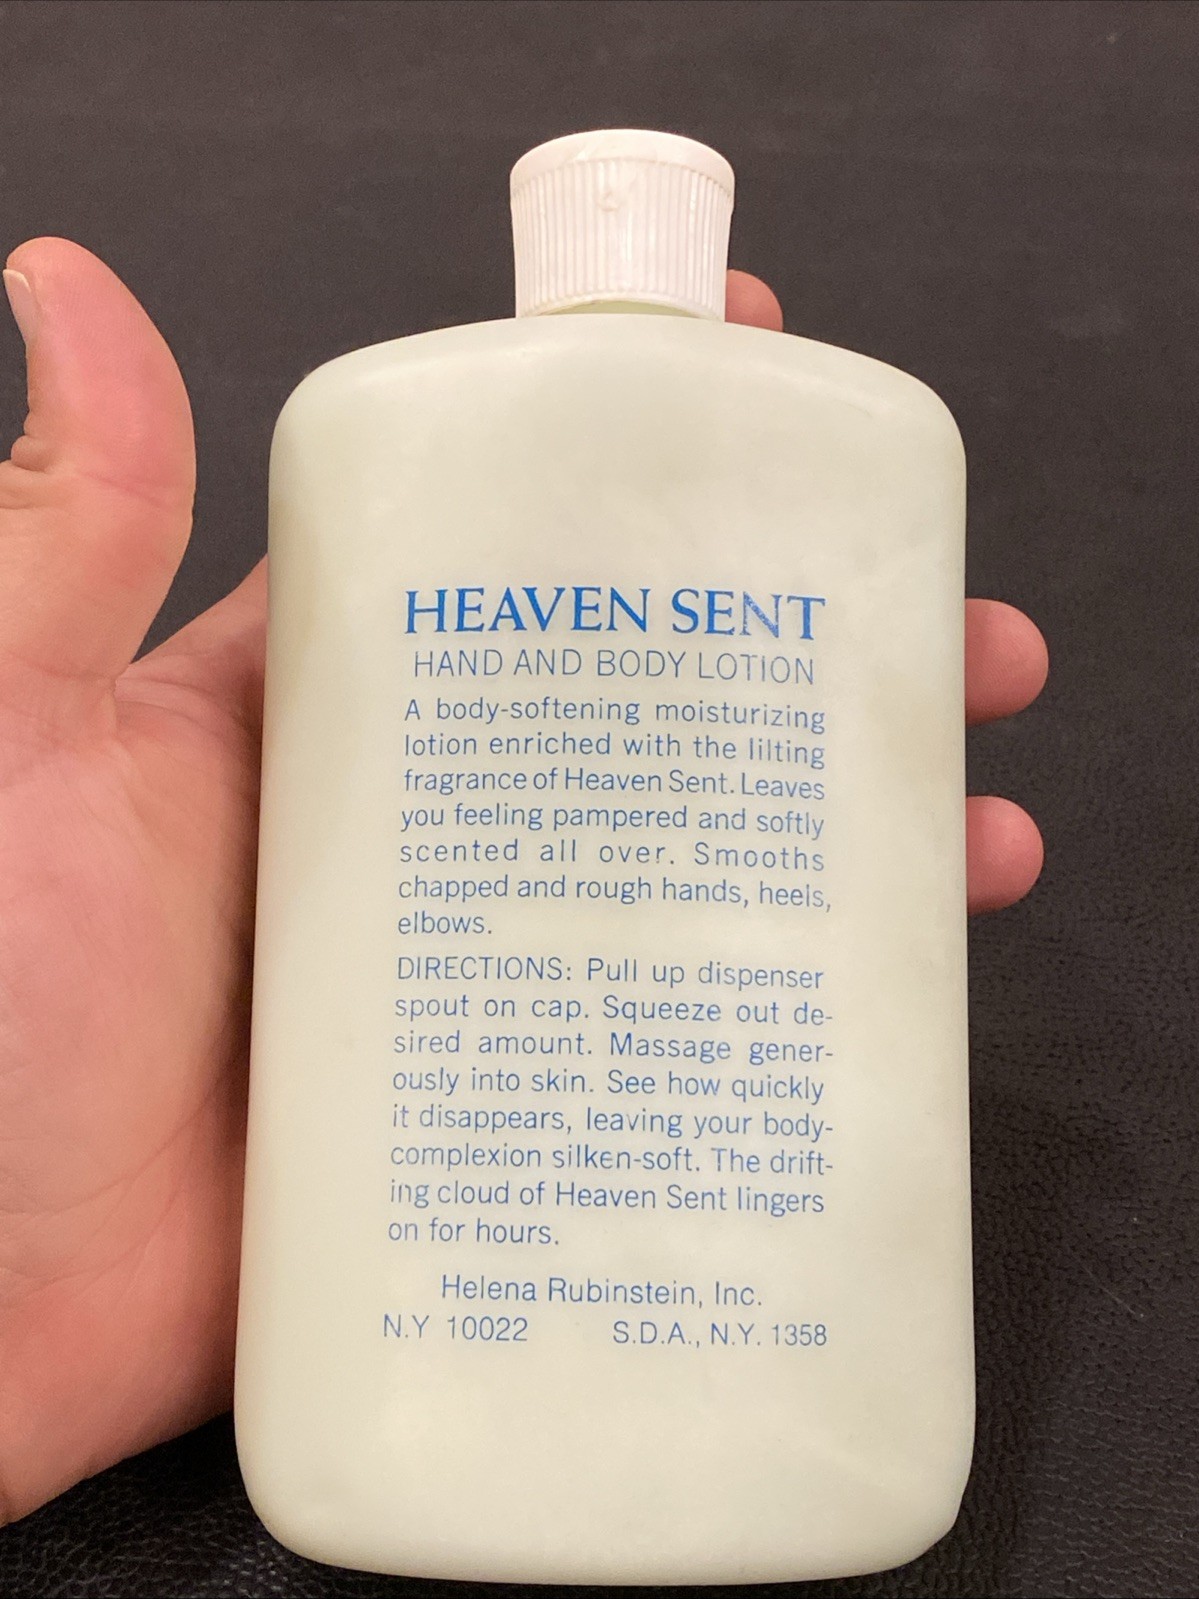 HEAVEN SENT
HAND AND BODY LOTION
A body-softening moisturizing
lotion enriched with the lilting
fragrance of Heaven Sent. Leaves
you feeling pampered and softly
scented all over. Smooths
chapped and rough hands, heels,
elbows.
DIRECTIONS: Pull up dispenser
spout on cap. Squeeze out de-
sired amount. Massage gener-
ously into skin. See how quickly
it disappears, leaving your body-
complexion silken-soft. The drift-
ing cloud of Heaven Sent lingers
on for hours.
Helena Rubinstein, Inc.
N.Y 10022 S.D.A., N.Y. 1358